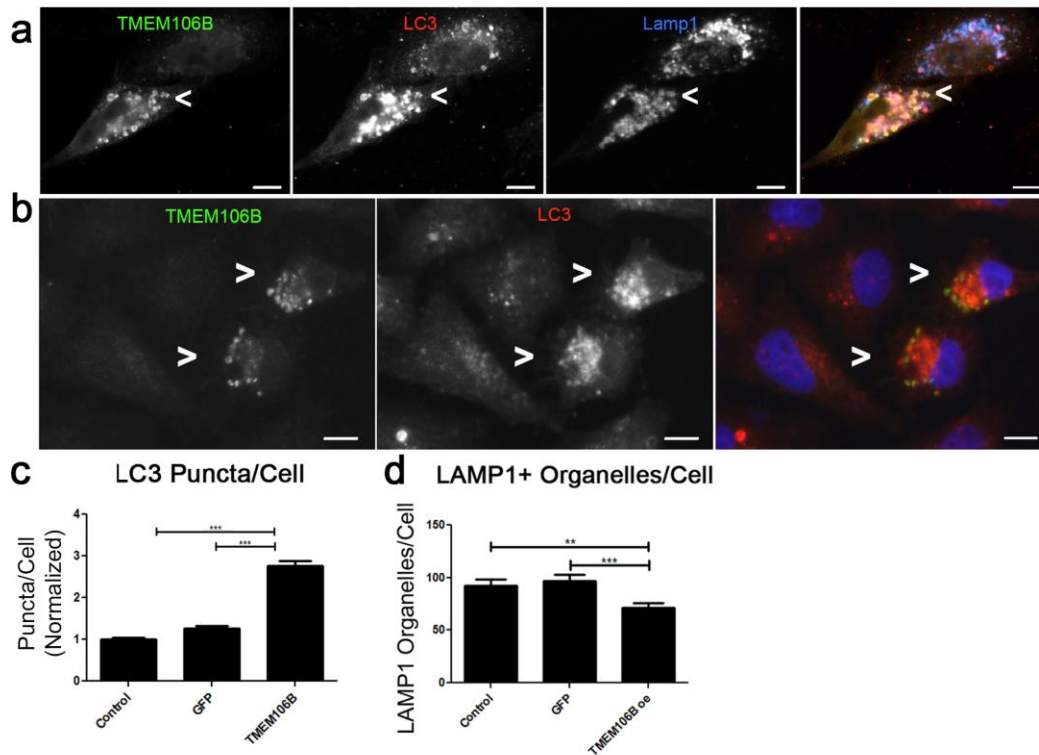 a
TMEM106B
LC3
Lamp1
<
<
<
<
b
TMEM106B
LC3
>
>
>
>
>
>
c
LC3 Puncta/Cell
Puncta/Cell
(Normalized)
4
3
2
1
0
***
***
Control
GFP
TMEM106B
d
LAMP1+ Organelles/Cell
LAMP1 Organelles/Cell
150
100
50
0
**
***
Control
GFP
TMEM106B oe